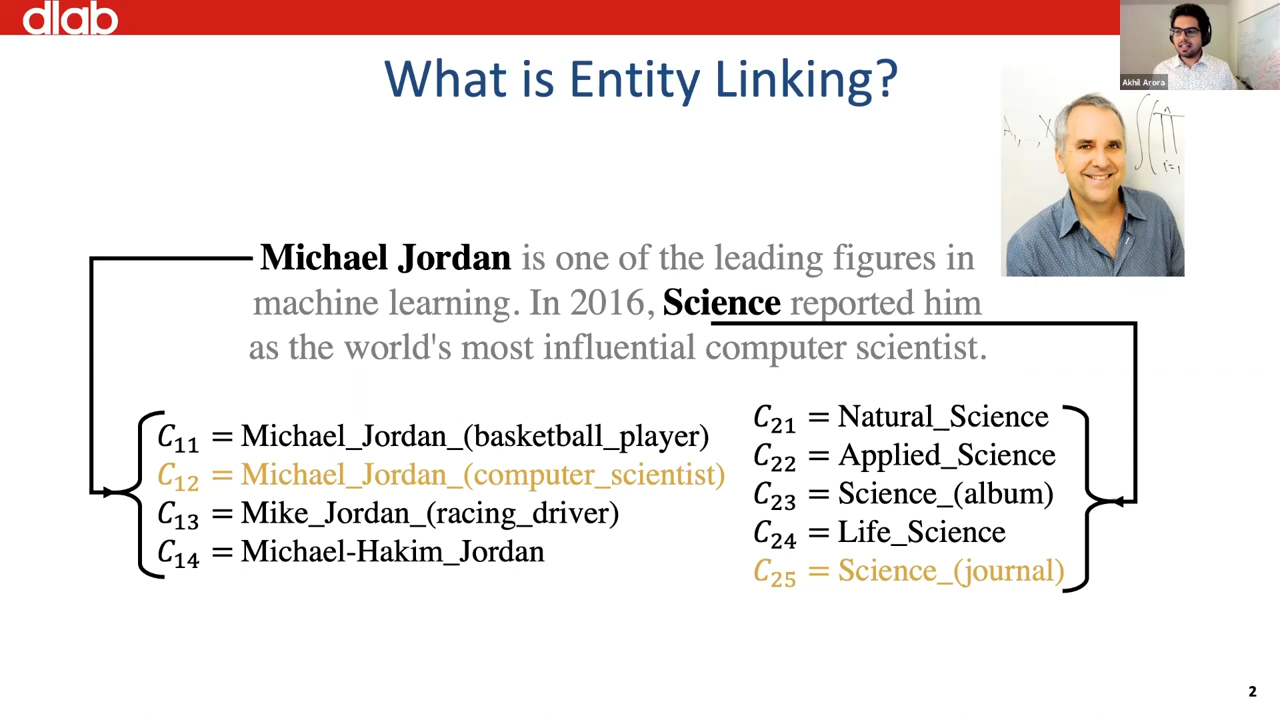 dlab
Akhil Arora
What is Entity Linking?
Michael Jordan is one of the leading figures in
machine learning. In 2016, Science reported him
as the world's most influential computer scientist.
C11 = Michael_Jordan_(basketball_player)
C12 = Michael_Jordan_(computer_scientist)
C13 = Mike_Jordan_(racing_driver)
C14 = Michael-Hakim_Jordan
C21 = Natural_Science
C22 = Applied_Science
C23 = Science_(album)
C24 = Life_Science
C25 = Science_(journal)
2